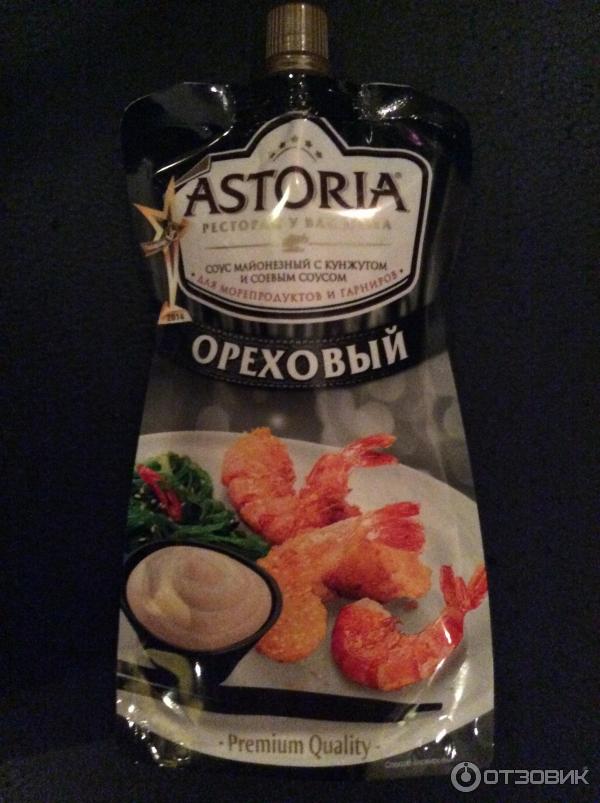 ASTORIA®
РЕСТОРАН У ВАС ДОМА
СОУС МАЙОНЕЗНЫЙ С КУНЖУТОМ
И СОЕВЫМ СОУСОМ
• ДЛЯ МОРЕПРОДУКТОВ И ГАРНИРОВ •
2014
ОРЕХОВЫЙ
- Premium Quality -
ОТЗОВИК